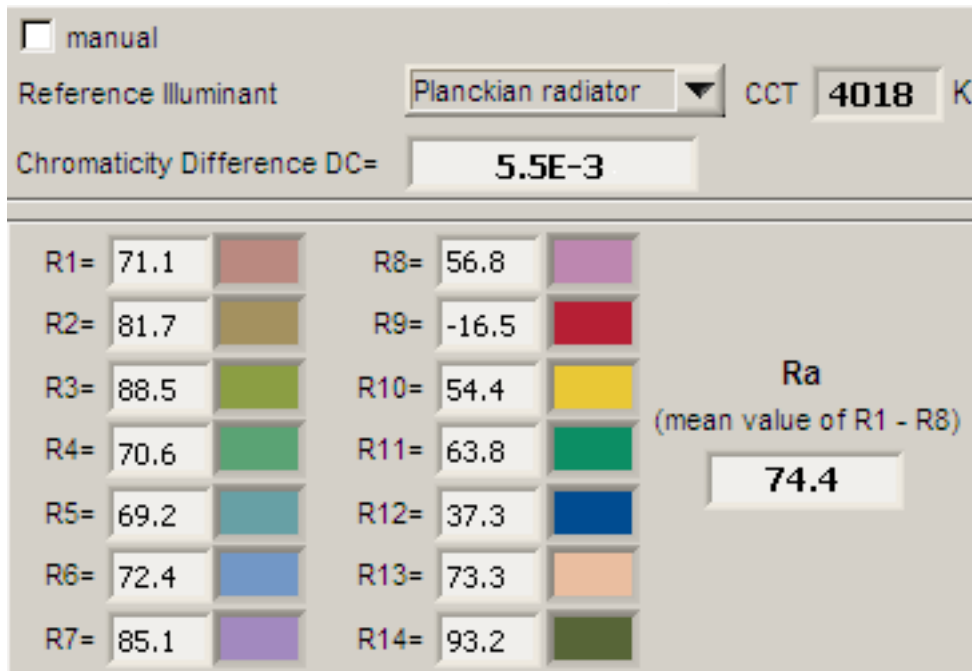 manual
Reference Illuminant Planckian radiator CCT 4018 K
Chromaticity Difference DC= 5.5E-3
R1= 71.1 R8= 56.8
R2= 81.7 R9= -16.5
R3= 88.5 R10= 54.4
Ra
(mean value of R1 - R8)
R4= 70.6 R11= 63.8
74.4
R5= 69.2 R12= 37.3
R6= 72.4 R13= 73.3
R7= 85.1 R14= 93.2